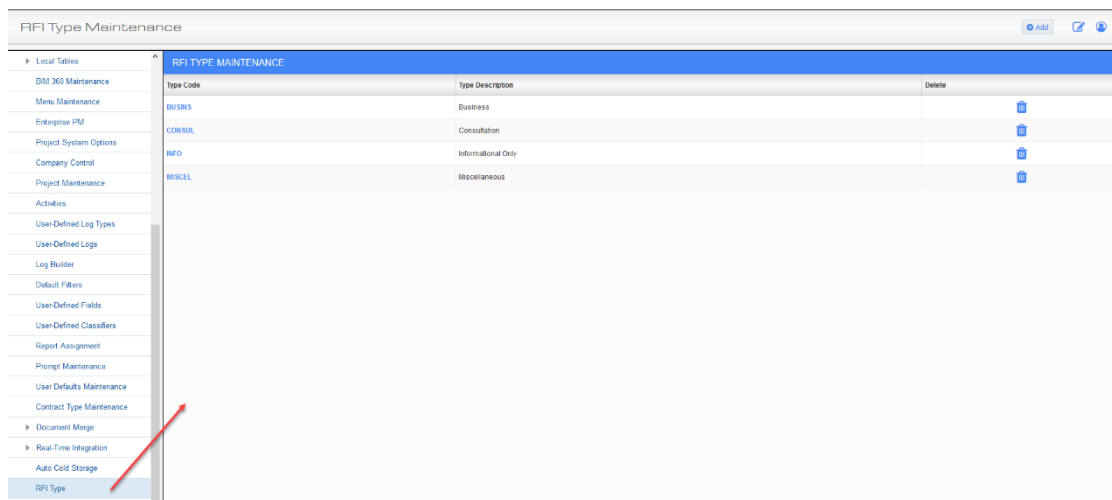 RFI Type Maintenance
Add
Local Tables
BIM 360 Maintenance
Menu Maintenance
Enterprise PM
Project System Options
Company Control
Project Maintenance
Activities
User-Defined Log Types
User-Defined Logs
Log Builder
Default Filters
User-Defined Fields
User-Defined Classifiers
Report Assignment
Prompt Maintenance
User Defaults Maintenance
Contract Type Maintenance
Document Merge
Real-Time Integration
Auto Cold Storage
RFI Type
RFI TYPE MAINTENANCE
Type Code Type Description Delete
BUSINS Business
CONSUL Consultation
INFO Informational Only
MISCEL Miscellaneous